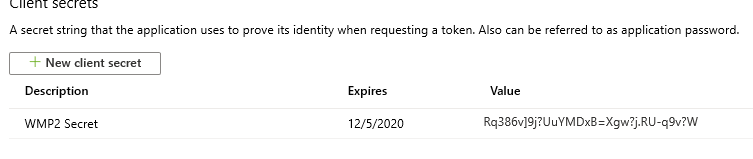 Client secrets
A secret string that the application uses to prove its identity when requesting a token. Also can be referred to as application password.
+ New client secret
Description Expires Value
WMP2 Secret 12/5/2020 Rq386v]9j?UuYMDxB=Xgw?j.RU-q9v?W